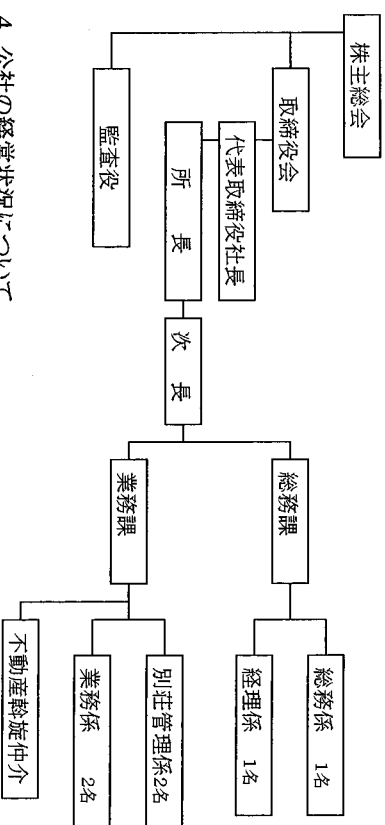 株主総会
取締役会
代表取締役社長
所　長
監査役
次　長
総務課
業務課
総務係　1名
経理係　1名
別荘管理係2名
業務係　2名
不動産斡旋仲介
4　公社の経営状況について